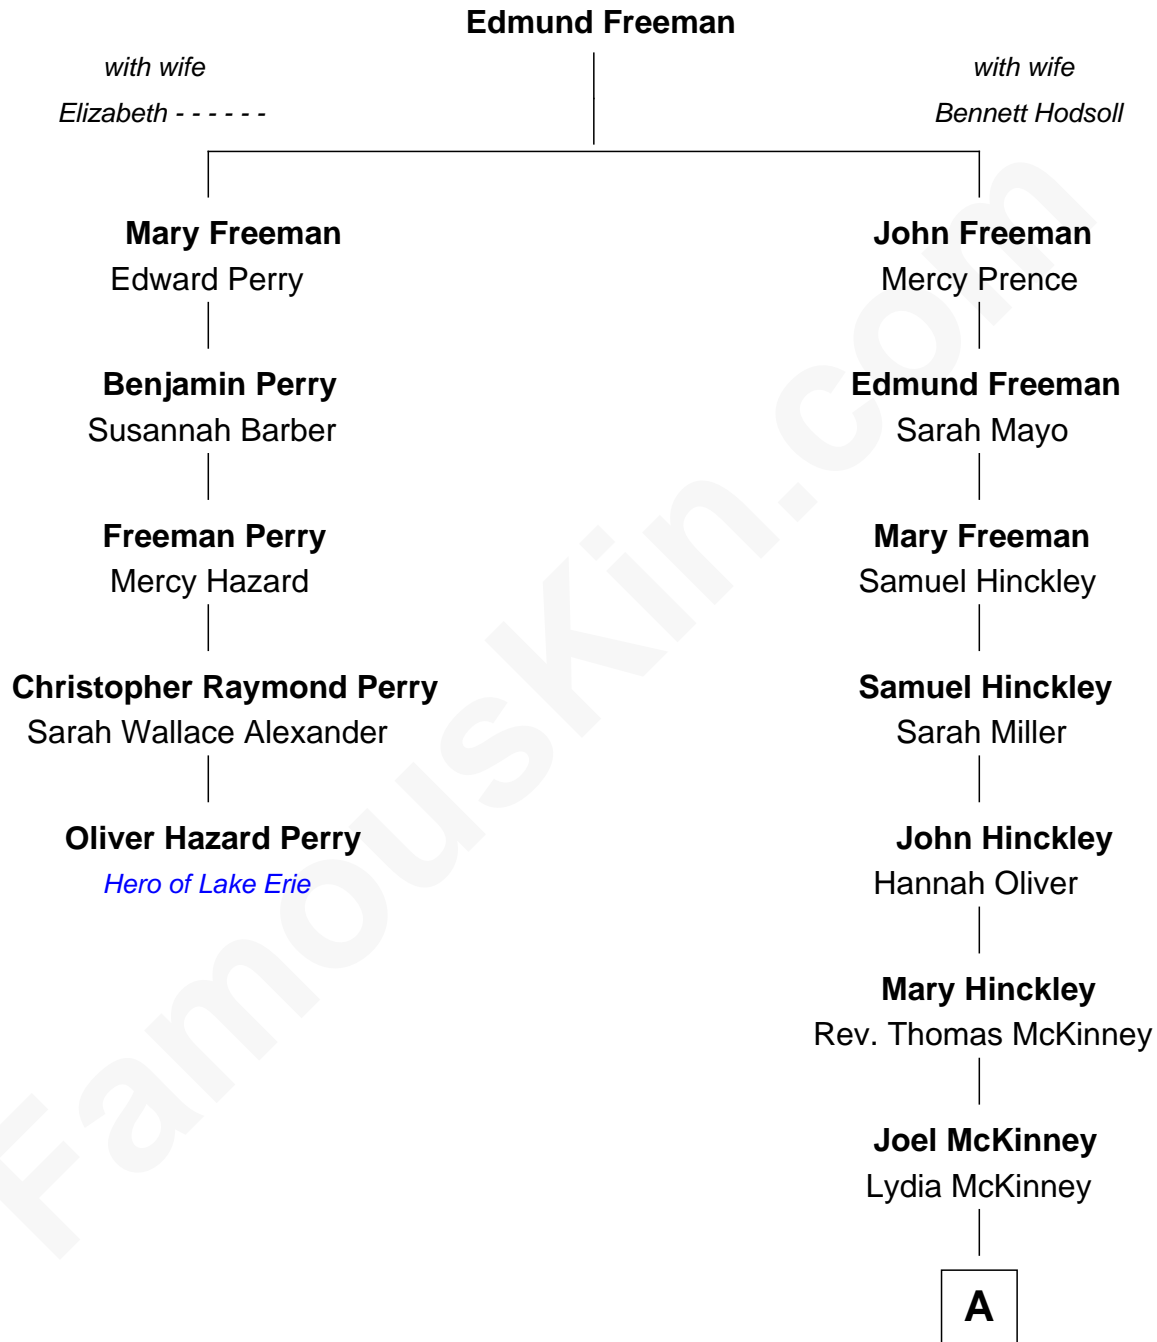 Edmund Freeman
with wife
Elizabeth - - - - - -
with wife
Bennett Hodsoll
Mary Freeman
Edward Perry
John Freeman
Mercy Prence
Benjamin Perry
Susannah Barber
Edmund Freeman
Sarah Mayo
Freeman Perry
Mercy Hazard
Mary Freeman
Samuel Hinckley
Christopher Raymond Perry
Sarah Wallace Alexander
Samuel Hinckley
Sarah Miller
Oliver Hazard Perry
Hero of Lake Erie
John Hinckley
Hannah Oliver
Mary Hinckley
Rev. Thomas McKinney
Joel McKinney
Lydia McKinney
A
FamousKin.com